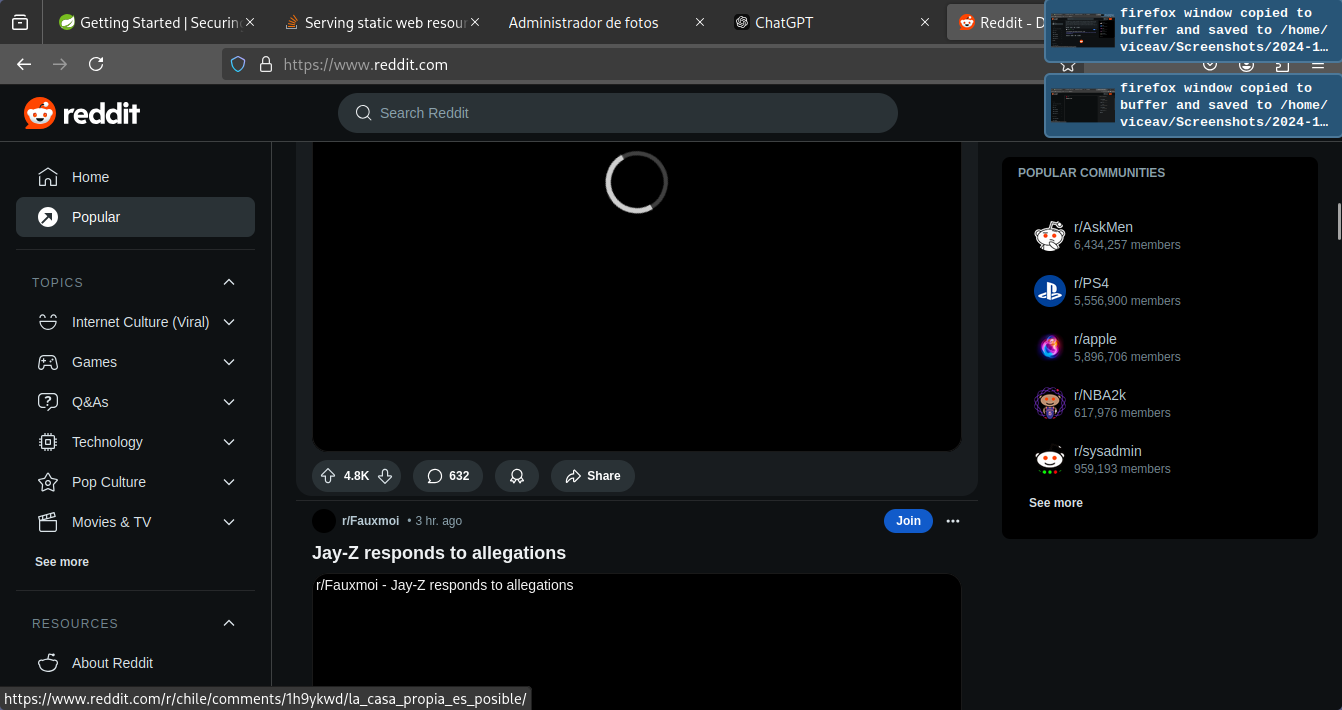 Getting Started | Securin
Serving static web resour
Administrador de fotos
ChatGPT
Reddit - D
firefox window copied to
buffer and saved to /home/
viceav/Screenshots/2024-1…
https://www.reddit.com
firefox window copied to
buffer and saved to /home/
viceav/Screenshots/2024-1…
reddit
Search Reddit
Home
Popular
TOPICS
Internet Culture (Viral)
Games
Q&As
Technology
Pop Culture
Movies & TV
See more
RESOURCES
About Reddit
4.8K
632
Share
r/Fauxmoi • 3 hr. ago
Join
Jay-Z responds to allegations
r/Fauxmoi - Jay-Z responds to allegations
POPULAR COMMUNITIES
r/AskMen
6,434,257 members
r/PS4
5,556,900 members
r/apple
5,896,706 members
r/NBA2k
617,976 members
r/sysadmin
959,193 members
See more
https://www.reddit.com/r/chile/comments/1h9ykwd/la_casa_propia_es_posible/